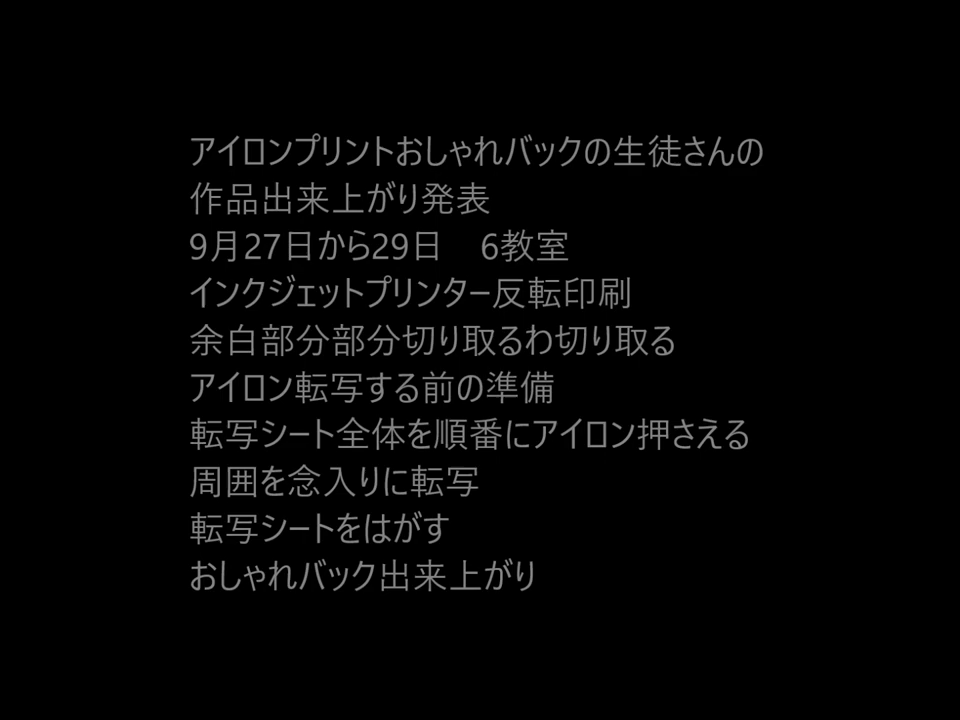 アイロンプリントおしゃれバックの生徒さんの
作品出来上がり発表
9月27日から29日　6教室
インクジェットプリンター反転印刷
余白部分部分切り取るわ切り取る
アイロン転写する前の準備
転写シート全体を順番にアイロン押さえる
周囲を念入りに転写
転写シートをはがす
おしゃれバック出来上がり